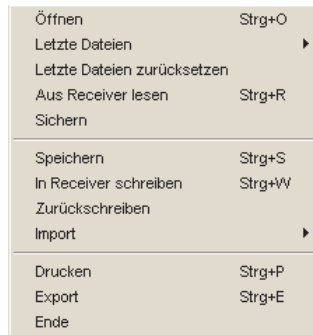 Öffnen Strg+O
Letzte Dateien
Letzte Dateien zurücksetzen
Aus Receiver lesen Strg+R
Sichern
Speichern Strg+S
In Receiver schreiben Strg+W
Zurückschreiben
Import
Drucken Strg+P
Export Strg+E
Ende